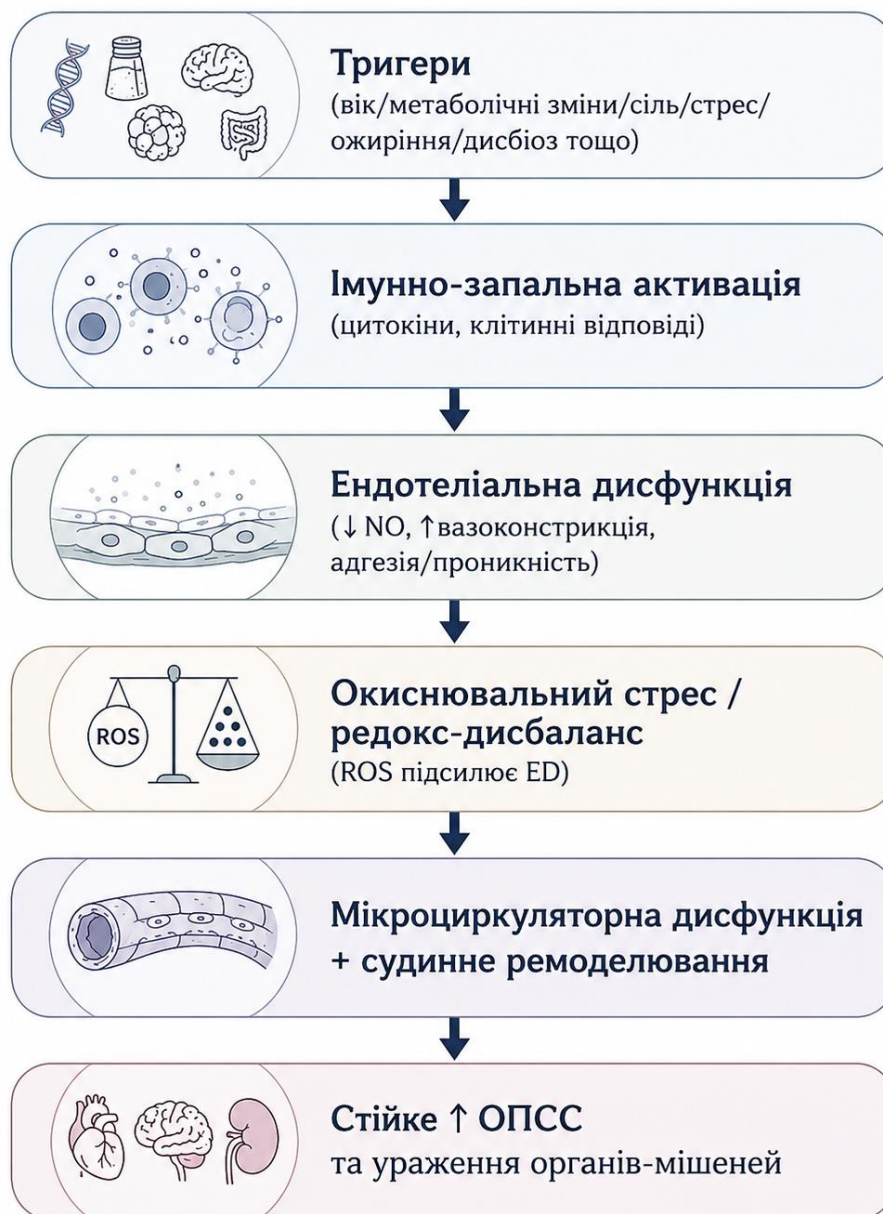 Тригери
(вік/метаболічні зміни/сіль/стрес/
ожиріння/дисбіоз тощо)
Імунно-запальна активація
(цитокіни, клітинні відповіді)
Ендотеліальна дисфункція
(↓ NO, ↑вазоконстрикція,
адгезія/проникність)
ROS
Окиснювальний стрес /
редокс-дисбаланс
(ROS підсилює ED)
Мікроциркуляторна дисфункція
+ судинне ремоделювання
Стійке ↑ ОПСС
та ураження органів-мішеней